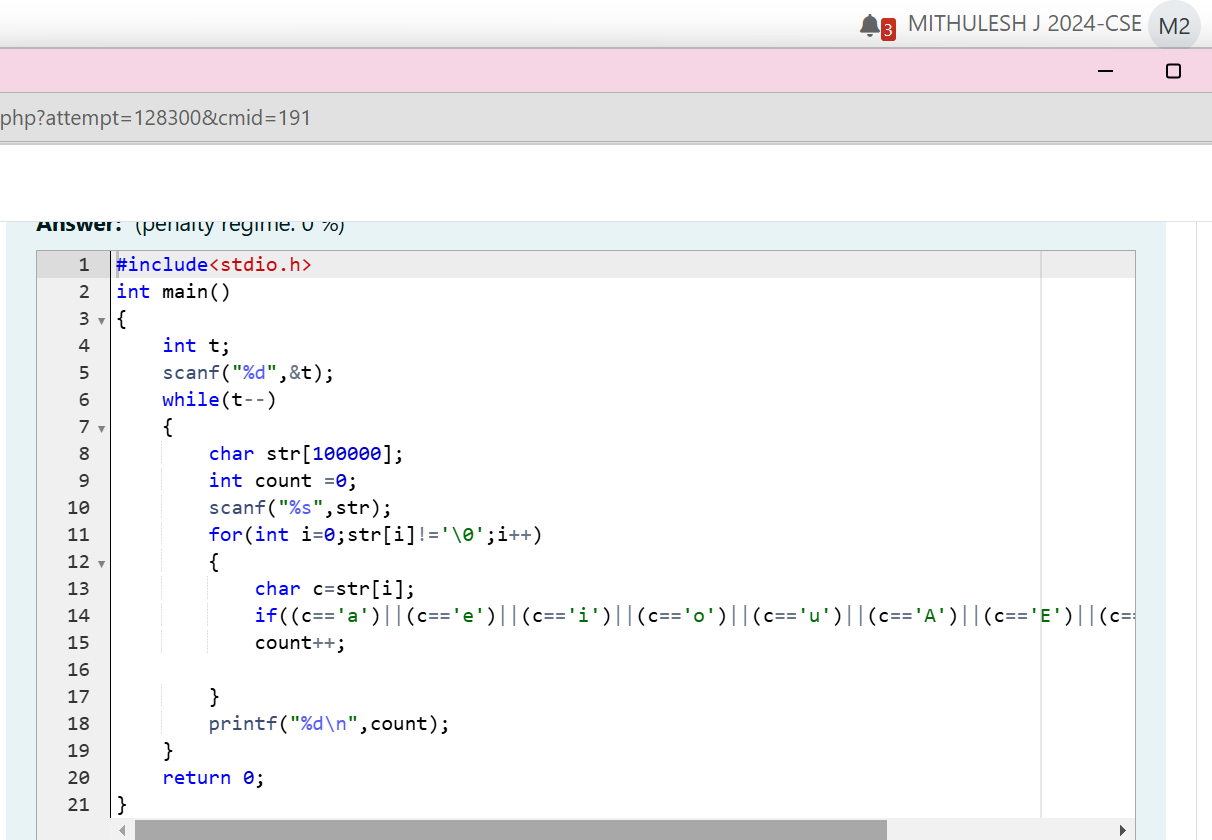 3 MITHULESH J 2024-CSE M2
php?attempt=128300&cmid=191
Answer: (penalty regime: 0 %)
1 #include<stdio.h>
2 int main()
3 {
4 int t;
5 scanf("%d",&t);
6 while(t--)
7 {
8 char str[100000];
9 int count =0;
10 scanf("%s",str);
11 for(int i=0;str[i]!='\0';i++)
12 {
13 char c=str[i];
14 if((c=='a')||(c=='e')||(c=='i')||(c=='o')||(c=='u')||(c=='A')||(c=='E')||(c==
15 count++;
16
17 }
18 printf("%d\n",count);
19 }
20 return 0;
21 }